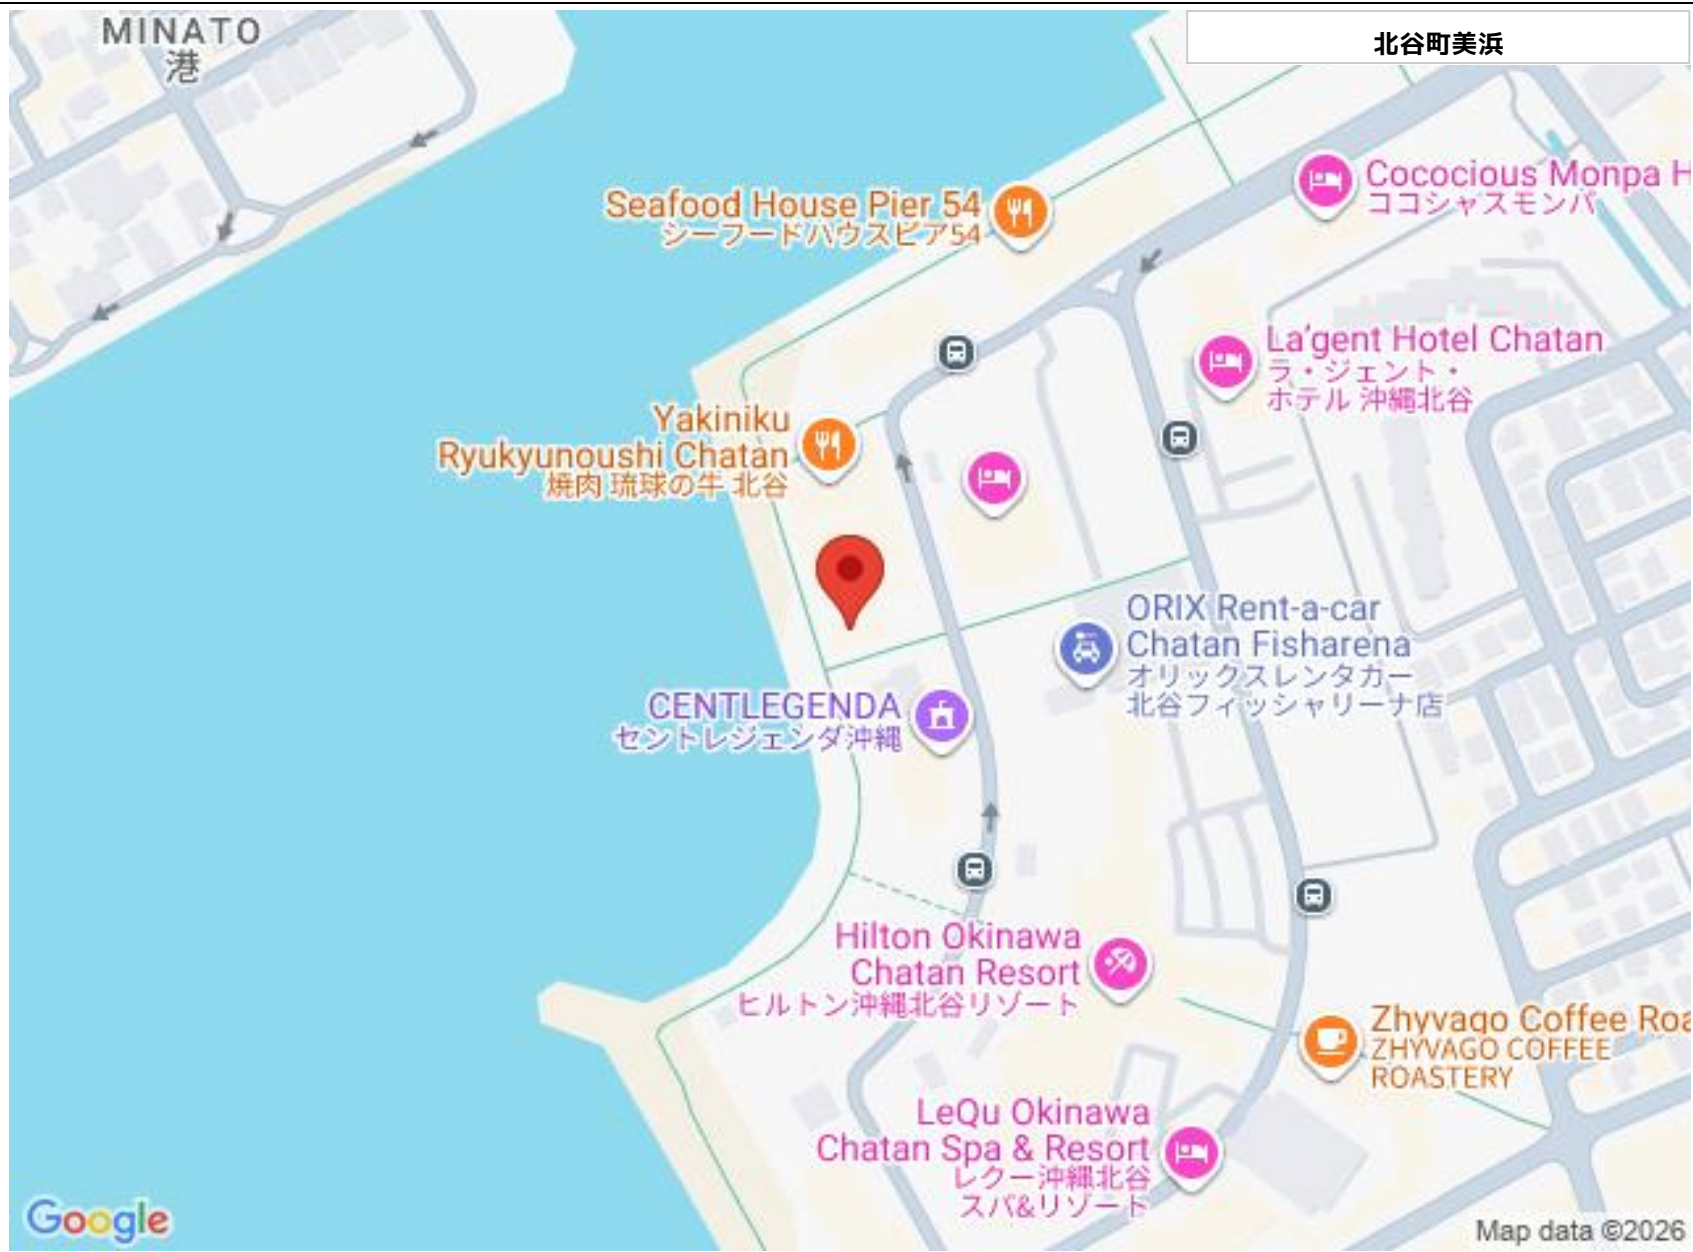 北谷町美浜
MINATO
港
Cococious Monpa H
ココシャスモンパ
Seafood House Pier 54
シーフードハウスピア54
La'gent Hotel Chatan
ラ・ジェント・
ホテル 沖縄北谷
Yakiniku
Ryukyunoushi Chatan
焼肉 琉球の牛 北谷
ORIX Rent-a-car
Chatan Fisharena
オリックスレンタカー
北谷フィッシャリーナ店
CENTLEGENDA
セントレジェンダ沖縄
Hilton Okinawa
Chatan Resort
ヒルトン沖縄北谷リゾート
Zhyvago Coffee Roa
ZHYVAGO COFFEE
ROASTERY
LeQu Okinawa
Chatan Spa & Resort
レクー沖縄北谷
スパ&リゾート
Google
Map data ©2026